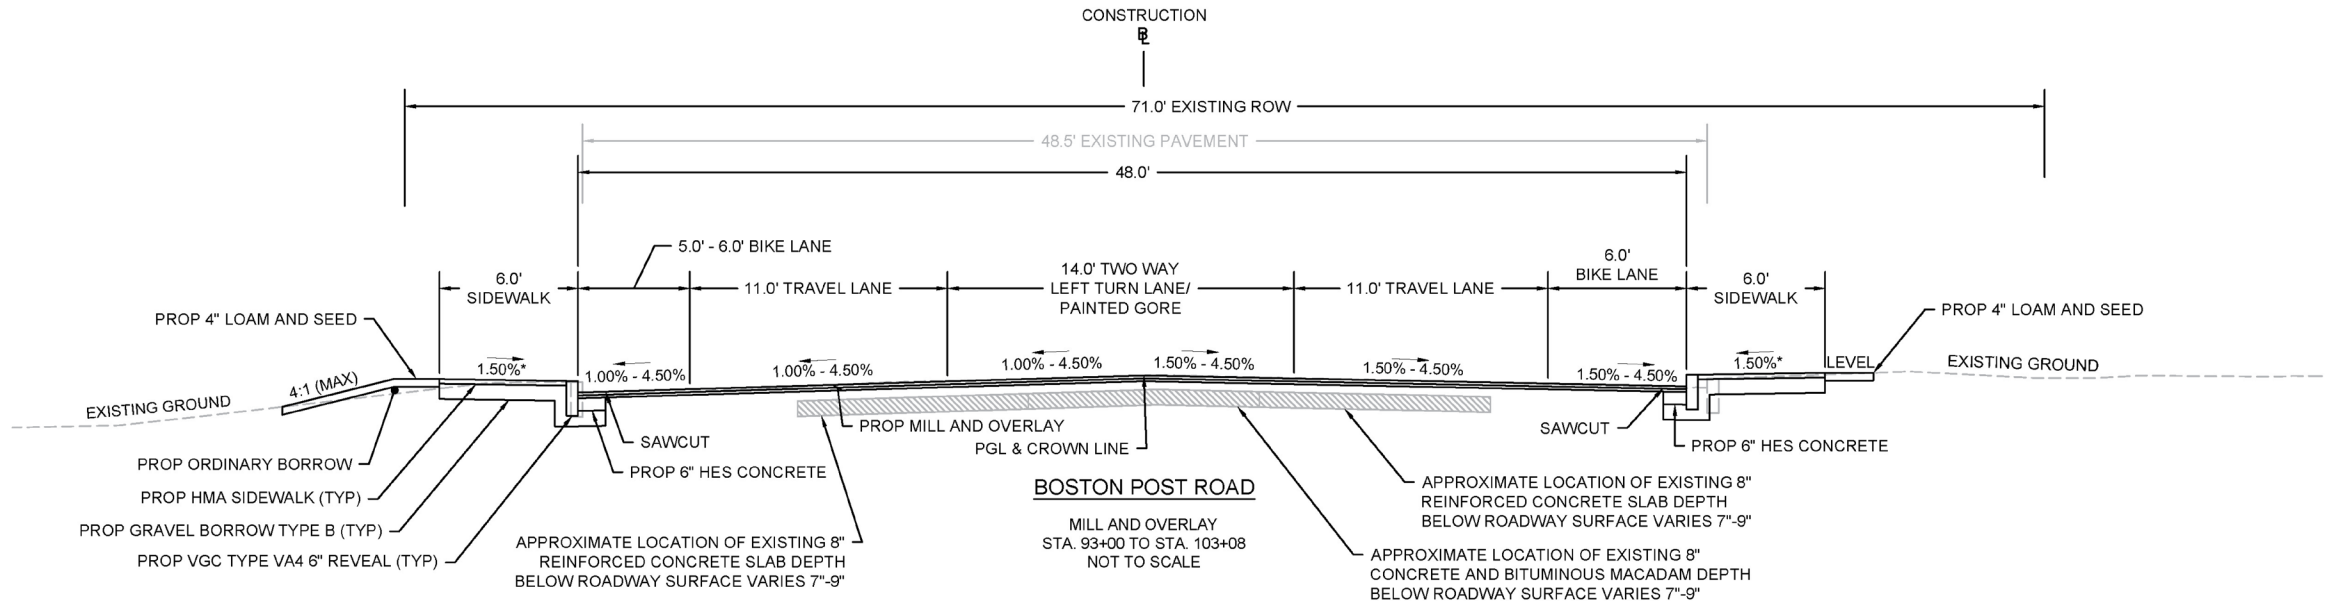 CONSTRUCTION
℄
71.0' EXISTING ROW
48.5' EXISTING PAVEMENT
48.0'
5.0' - 6.0' BIKE LANE
6.0'
SIDEWALK
11.0' TRAVEL LANE
14.0' TWO WAY
LEFT TURN LANE/
PAINTED GORE
11.0' TRAVEL LANE
6.0'
BIKE LANE
6.0'
SIDEWALK
PROP 4" LOAM AND SEED
PROP 4" LOAM AND SEED
4:1 (MAX)
1.50%*
1.00% - 4.50%
1.00% - 4.50%
1.00% - 4.50%
1.50% - 4.50%
1.50% - 4.50%
1.50% - 4.50%
1.50%*
LEVEL
EXISTING GROUND
EXISTING GROUND
PROP ORDINARY BORROW
PROP HMA SIDEWALK (TYP)
PROP GRAVEL BORROW TYPE B (TYP)
PROP VGC TYPE VA4 6" REVEAL (TYP)
SAWCUT
PROP 6" HES CONCRETE
APPROXIMATE LOCATION OF EXISTING 8"
REINFORCED CONCRETE SLAB DEPTH
BELOW ROADWAY SURFACE VARIES 7"-9"
PROP MILL AND OVERLAY
PGL & CROWN LINE
BOSTON POST ROAD
MILL AND OVERLAY
STA. 93+00 TO STA. 103+08
NOT TO SCALE
SAWCUT
PROP 6" HES CONCRETE
APPROXIMATE LOCATION OF EXISTING 8"
REINFORCED CONCRETE SLAB DEPTH
BELOW ROADWAY SURFACE VARIES 7"-9"
APPROXIMATE LOCATION OF EXISTING 8"
CONCRETE AND BITUMINOUS MACADAM DEPTH
BELOW ROADWAY SURFACE VARIES 7"-9"